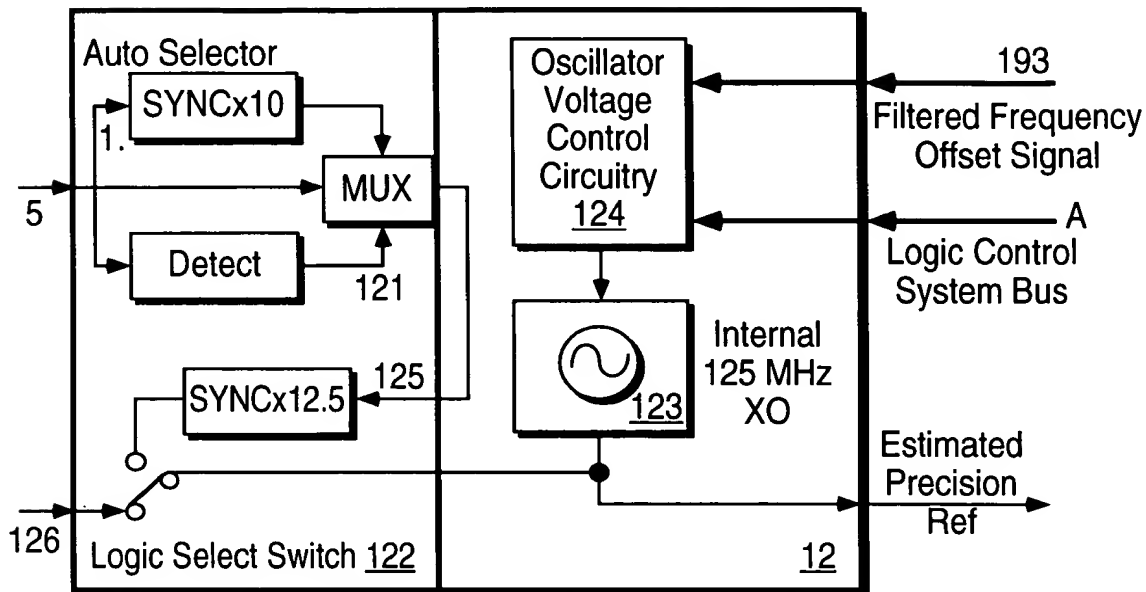 Auto Selector
SYNCx10
1.
MUX
5
Detect
121
125
SYNCx12.5
126
Logic Select Switch 122
Oscillator
Voltage
Control
Circuitry
124
Internal
125 MHz
XO
123
12
193
Filtered Frequency
Offset Signal
A
Logic Control
System Bus
Estimated
Precision
Ref